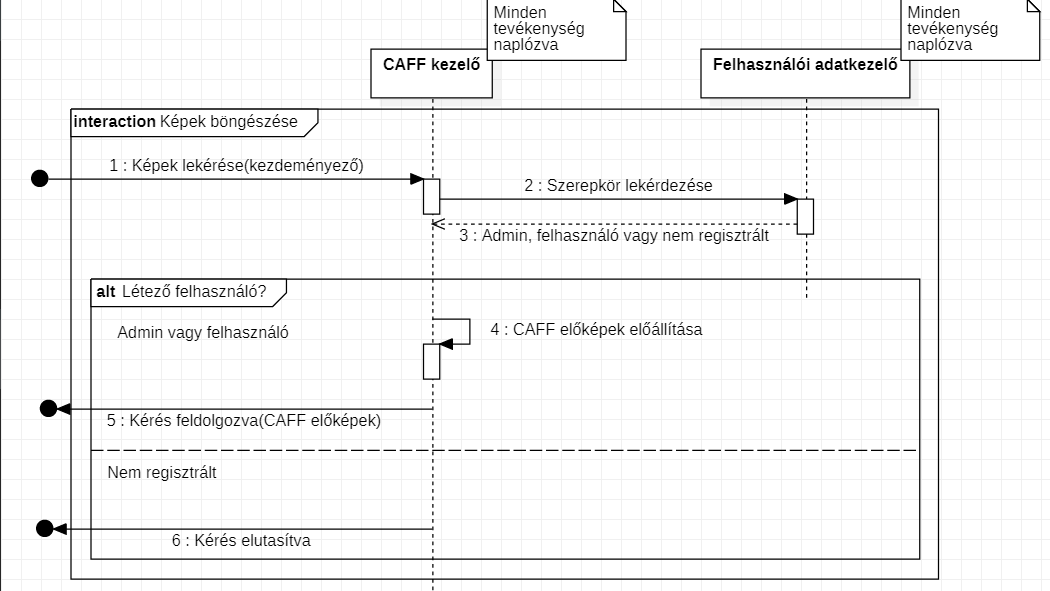 Minden
tevékenység
naplózva
Minden
tevékenység
naplózva
CAFF kezelő
Felhasználói adatkezelő
interaction Képek böngészése
1 : Képek lekérése(kezdeményező)
2 : Szerepkör lekérdezése
3 : Admin, felhasználó vagy nem regisztrált
alt Létező felhasználó?
Admin vagy felhasználó
4 : CAFF előképek előállítása
5 : Kérés feldolgozva(CAFF előképek)
Nem regisztrált
6 : Kérés elutasítva